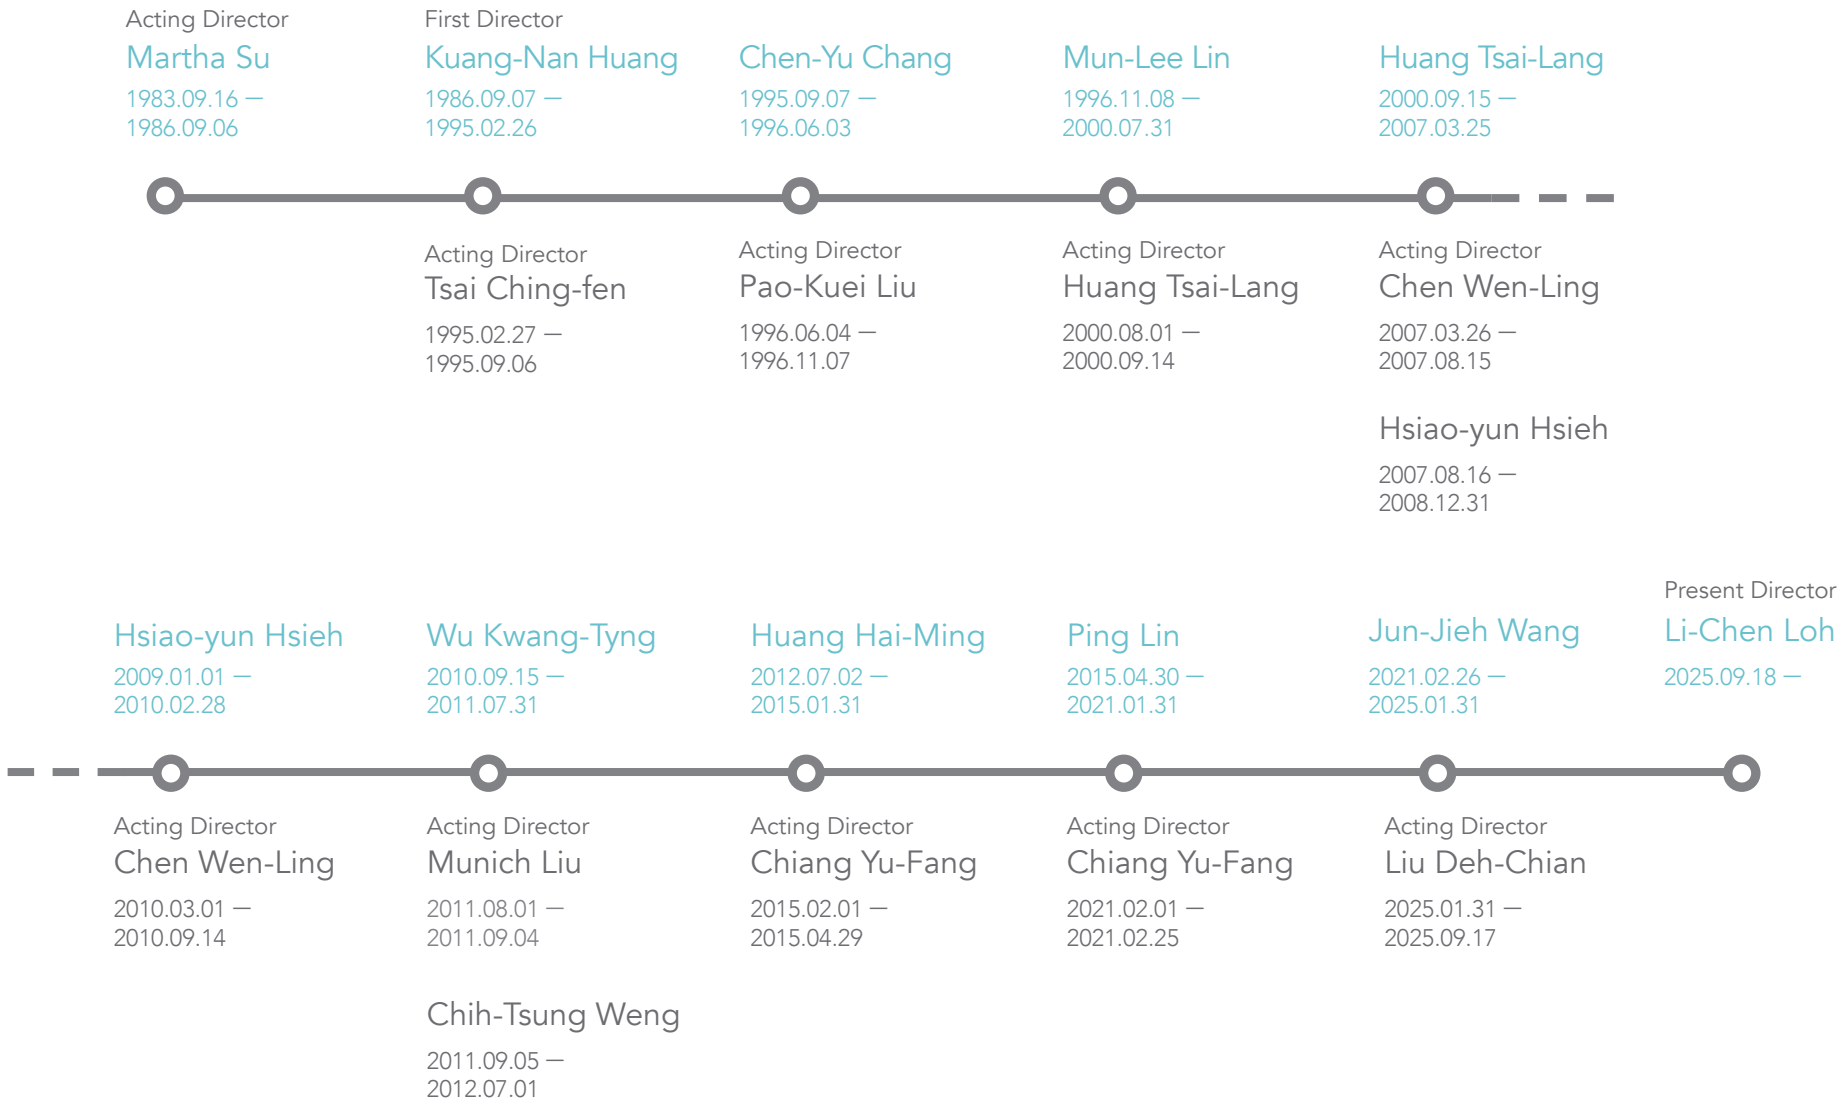 Acting Director
Martha Su
1983.09.16 —
1986.09.06
First Director
Kuang-Nan Huang
1986.09.07 —
1995.02.26
Chen-Yu Chang
1995.09.07 —
1996.06.03
Mun-Lee Lin
1996.11.08 —
2000.07.31
Huang Tsai-Lang
2000.09.15 —
2007.03.25
Acting Director
Tsai Ching-fen
1995.02.27 —
1995.09.06
Acting Director
Pao-Kuei Liu
1996.06.04 —
1996.11.07
Acting Director
Huang Tsai-Lang
2000.08.01 —
2000.09.14
Acting Director
Chen Wen-Ling
2007.03.26 —
2007.08.15
Hsiao-yun Hsieh
2007.08.16 —
2008.12.31
Hsiao-yun Hsieh
2009.01.01 —
2010.02.28
Wu Kwang-Tyng
2010.09.15 —
2011.07.31
Huang Hai-Ming
2012.07.02 —
2015.01.31
Ping Lin
2015.04.30 —
2021.01.31
Jun-Jieh Wang
2021.02.26 —
2025.01.31
Present Director
Li-Chen Loh
2025.09.18 —
Acting Director
Chen Wen-Ling
2010.03.01 —
2010.09.14
Acting Director
Munich Liu
2011.08.01 —
2011.09.04
Chih-Tsung Weng
2011.09.05 —
2012.07.01
Acting Director
Chiang Yu-Fang
2015.02.01 —
2015.04.29
Acting Director
Chiang Yu-Fang
2021.02.01 —
2021.02.25
Acting Director
Liu Deh-Chian
2025.01.31 —
2025.09.17